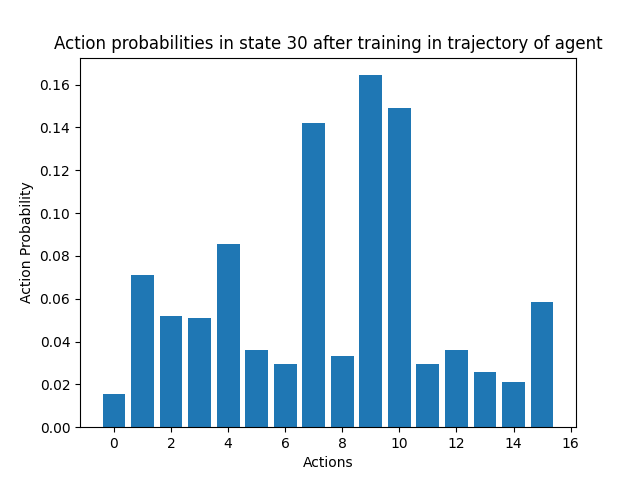 Action probabilities in state 30 after training in trajectory of agent
0.16
0.14
0.12
0.10
0.08
0.06
0.04
0.02
0.00
Action Probability
0 2 4 6 8 10 12 14 16
Actions